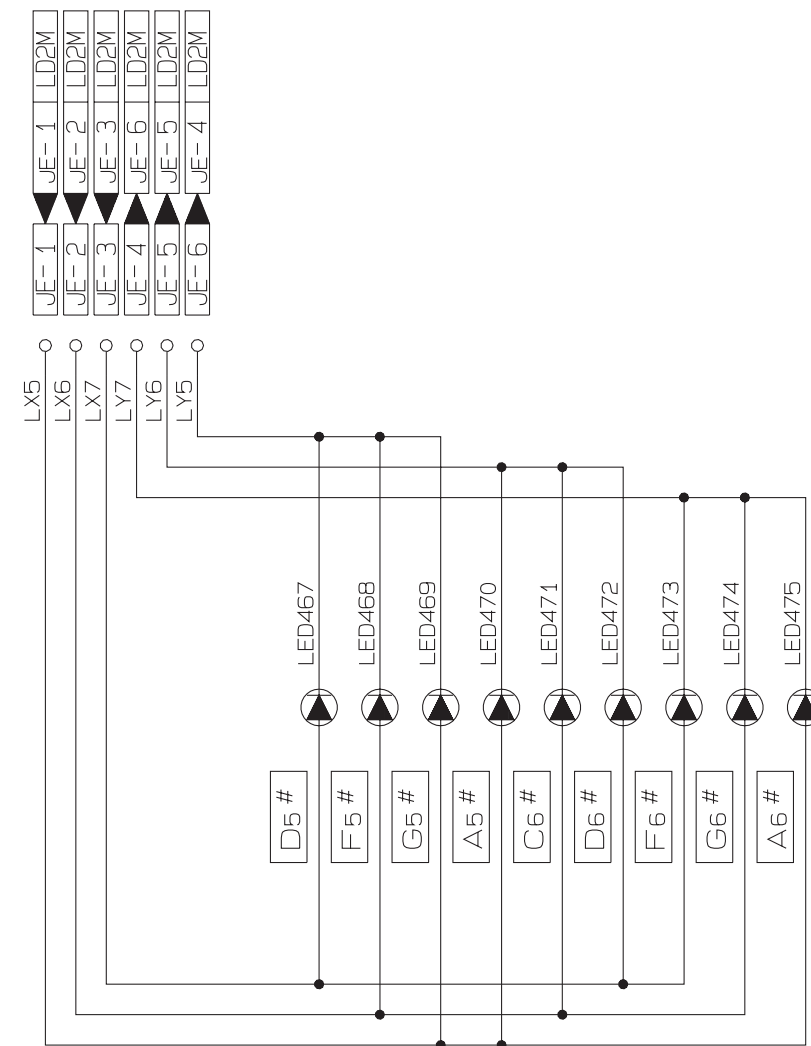 JE-1 LD2M
JE-2 LD2M
JE-3 LD2M
JE-6 LD2M
JE-5 LD2M
JE-4 LD2M
JE-1
JE-2
JE-3
JE-4
JE-5
JE-6
LX5
LX6
LX7
LY7
LY6
LY5
LED467
LED468
LED469
LED470
LED471
LED472
LED473
LED474
LED475
D5#
F5#
G5#
A5#
C6#
D6#
F6#
G6#
A6#